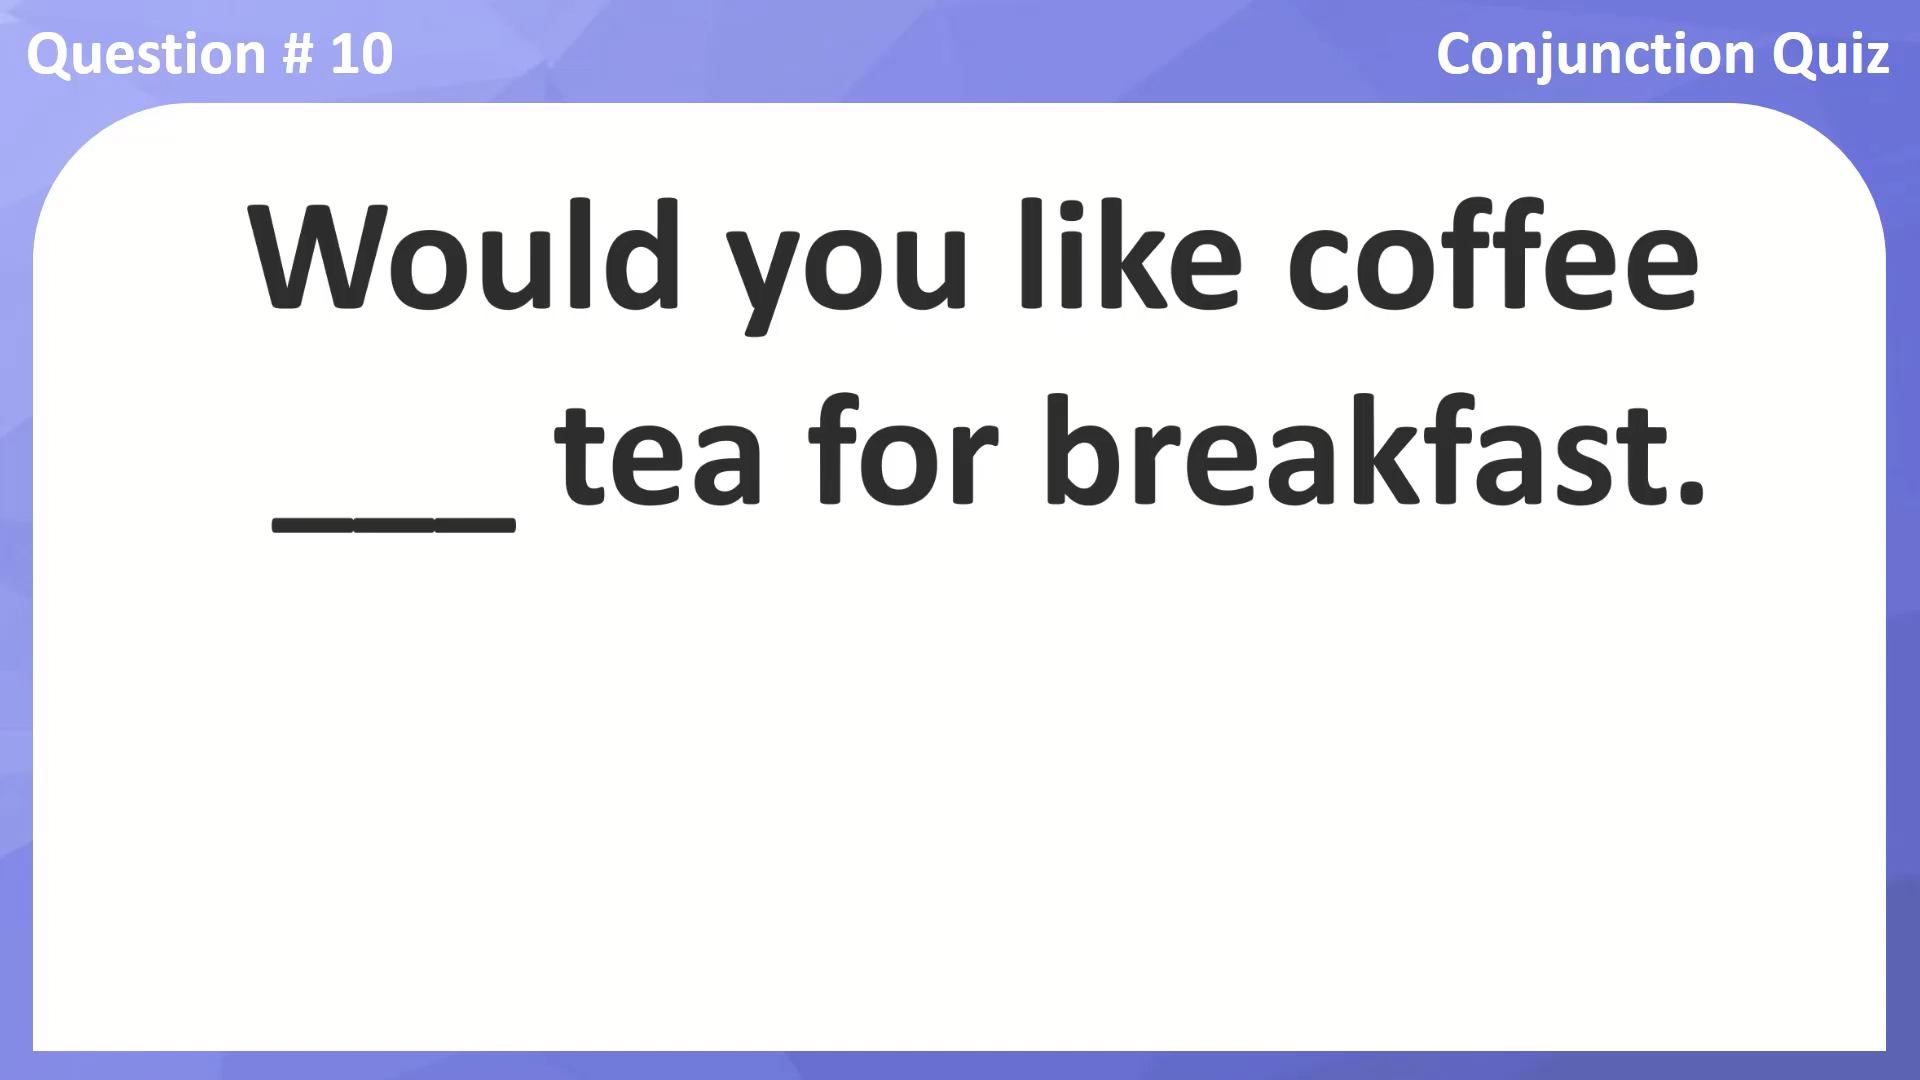 Question # 10
Conjunction Quiz
Would you like coffee
___ tea for breakfast.